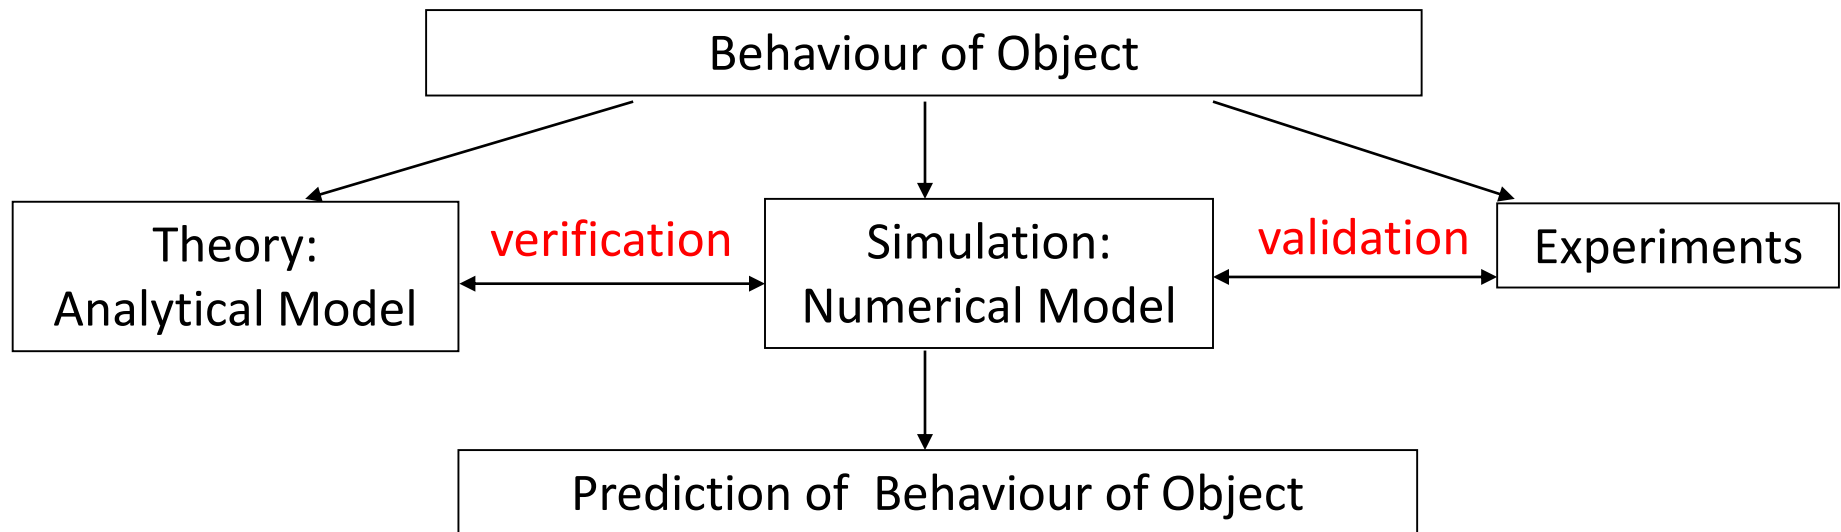 Behaviour of Object
Theory:
Analytical Model
verification
Simulation:
Numerical Model
validation
Experiments
Prediction of  Behaviour of Object